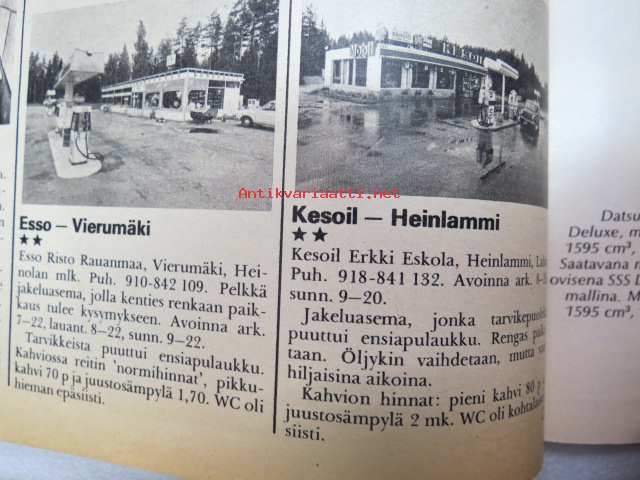 Esso – Vierumäki
★★
Esso Risto Rauanmaa, Vierumäki, Hei-
nolan mlk. Puh. 910-842 109. Pelkkä
jakeluasema, jolla kenties renkaan paik-
kaus tulee kysymykseen. Avoinna ark.
7–22, lauant. 8–22, sunn. 9–22.
Tarvikkeista puuttui ensiapulaukku.
Kahviossa reitin ’normihinnat’, pikku-
kahvi 70 p ja juustosämpylä 1,70. WC oli
hieman epäsiisti.
Mobil
KESOIL
Kesoil – Heinlammi
★★
Kesoil Erkki Eskola, Heinlammi,
Puh. 918-841 132. Avoinna ark.
sunn. 9–20.
Jakeluasema, jonka
puuttui ensiapulaukku. Rengas
taan. Öljykin vaihdetaan, mutta
hiljaisina aikoina.
Kahvion hinnat: pieni kahvi 80 p
juustosämpylä 2 mk. WC oli
siisti.
Datsu
Deluxe, m
1595 cm³,
Saatavana
ovisena SSS
mallina. M
1595 cm³,
Antikvariaatti.net